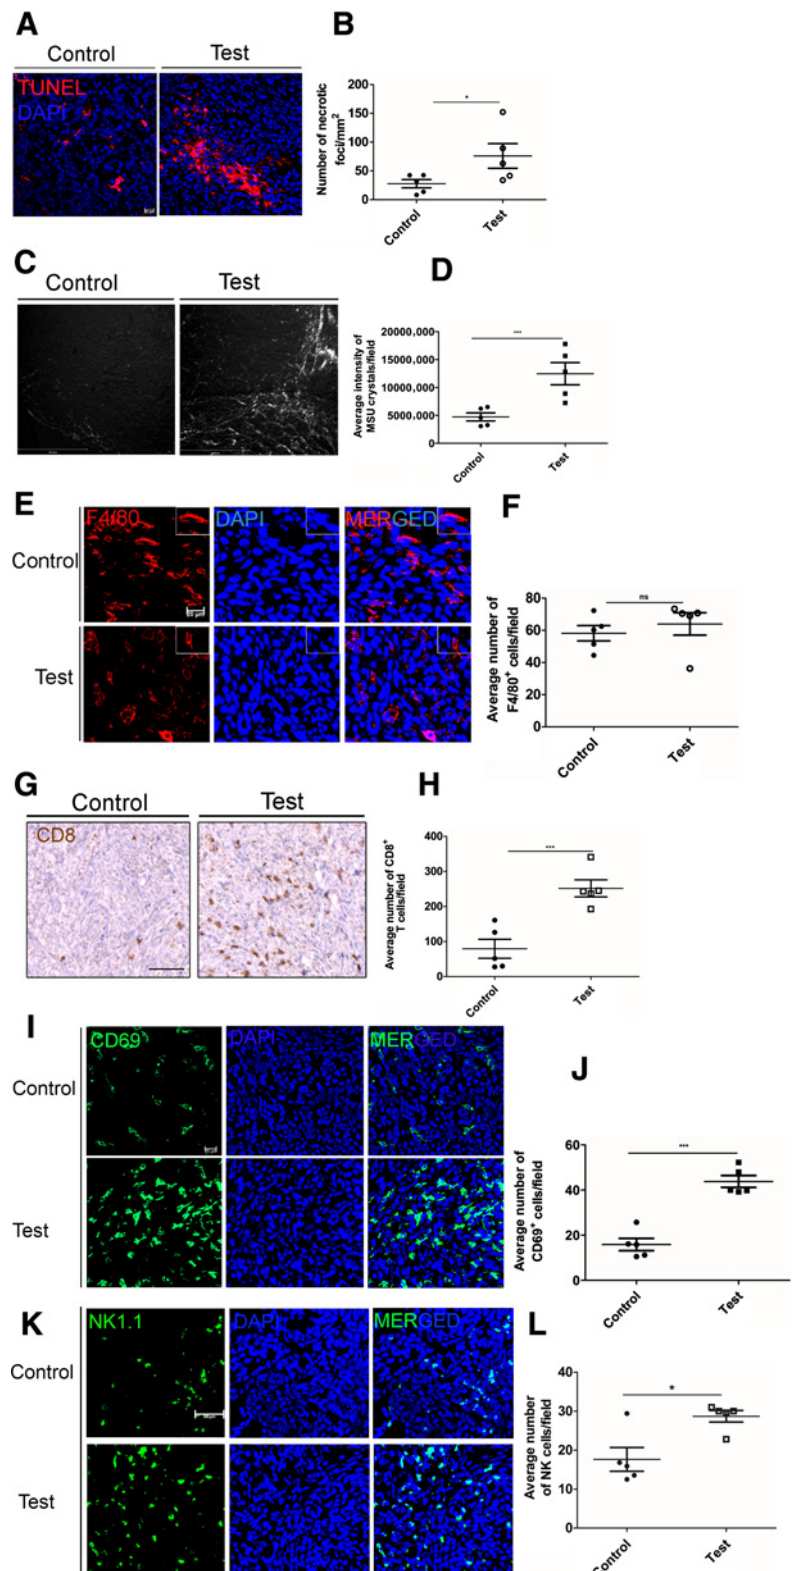 A
Control
Test
TUNEL
DAPI
B
200
150
100
50
0
Number of necrotic
foci/mm2
*
Control
Test
C
Control
Test
D
20000,000
15000,000
10000,000
5000,000
0
Average intensity of
MSU crystals/field
***
Control
Test
E
F4/80
DAPI
MERGED
Control
Test
F
80
60
40
20
0
Average number of
F4/80+ cells/field
ns
Control
Test
G
Control
Test
CD8
H
400
300
200
100
0
Average number of CD8+
T cells/field
***
Control
Test
I
CD69
DAPI
MERGED
Control
Test
J
60
40
20
0
Average number of
CD69+ cells/field
***
Control
Test
K
NK1.1
DAPI
MERGED
Control
Test
L
40
30
20
10
0
Average number
of NK cells/field
*
Control
Test